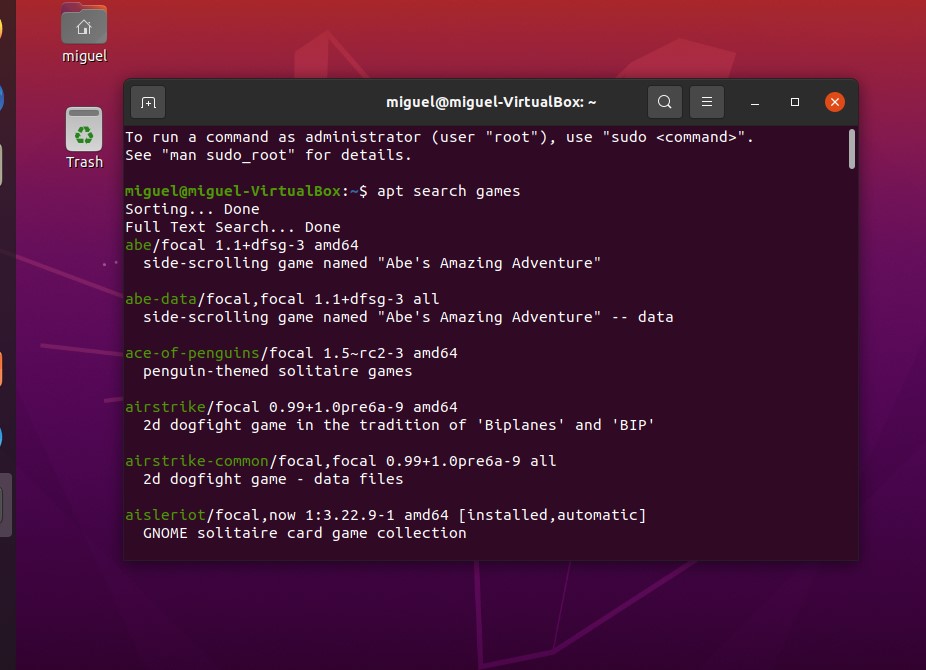 miguel
Trash
miguel@miguel-VirtualBox: ~
To run a command as administrator (user "root"), use "sudo <command>".
See "man sudo_root" for details.
miguel@miguel-VirtualBox:~$ apt search games
Sorting... Done
Full Text Search... Done
abe/focal 1.1+dfsg-3 amd64
  side-scrolling game named "Abe's Amazing Adventure"
abe-data/focal,focal 1.1+dfsg-3 all
  side-scrolling game named "Abe's Amazing Adventure" -- data
ace-of-penguins/focal 1.5~rc2-3 amd64
  penguin-themed solitaire games
airstrike/focal 0.99+1.0pre6a-9 amd64
  2d dogfight game in the tradition of 'Biplanes' and 'BIP'
airstrike-common/focal,focal 0.99+1.0pre6a-9 all
  2d dogfight game - data files
aisleriot/focal,now 1:3.22.9-1 amd64 [installed,automatic]
  GNOME solitaire card game collection